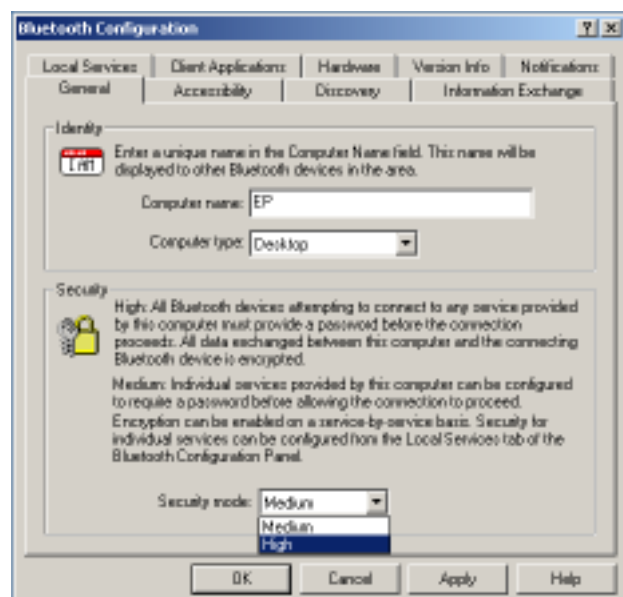 Bluetooth Configuration
Local Services Client Applications Hardware Version Info Notifications
General Accessibility Discovery Information Exchange
Identity
I AM
Enter a unique name in the Computer Name field. This name will be
displayed to other Bluetooth devices in the area.
Computer name: EP
Computer type: Desktop
Security
High: All Bluetooth devices attempting to connect to any service provided
by this computer must provide a password before the connection
proceeds. All data exchanged between this computer and the connecting
Bluetooth device is encrypted.
Medium: Individual services provided by this computer can be configured
to require a password before allowing the connection to proceed.
Encryption can be enabled on a service-by-service basis. Security for
individual services can be configured from the Local Services tab of the
Bluetooth Configuration Panel.
Security mode: Medium
Medium
High
OK Cancel Apply Help